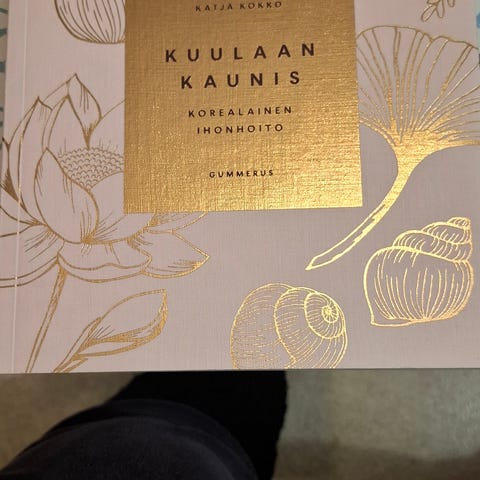 KATJA KOKKO
KUULAAN
KAUNIS
KOREALAINEN
IHONHOITO
GUMMERUS